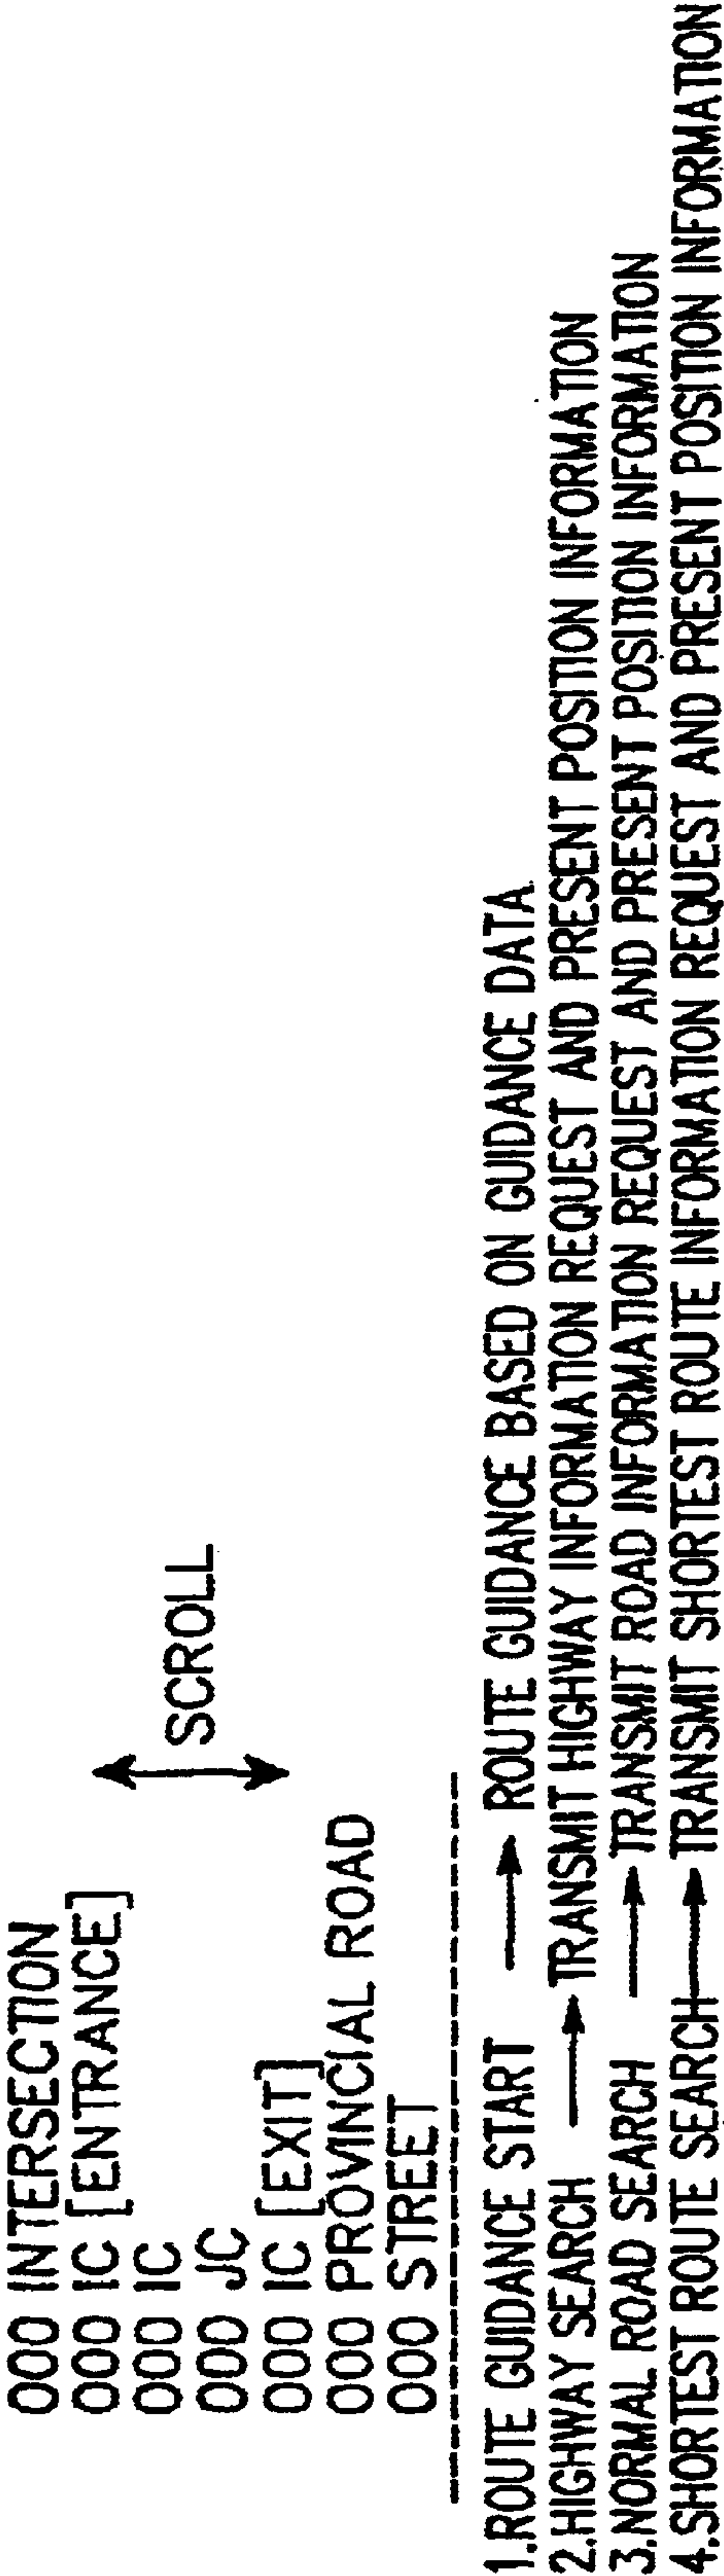 000 INTERSECTION
000 IC [ENTRANCE]
000 IC
000 JC
000 IC [EXIT]
000 PROVINCIAL ROAD
000 STREET
SCROLL
1.ROUTE GUIDANCE START → ROUTE GUIDANCE BASED ON GUIDANCE DATA
2.HIGHWAY SEARCH → TRANSMIT HIGHWAY INFORMATION REQUEST AND PRESENT POSITION INFORMATION
3.NORMAL ROAD SEARCH → TRANSMIT ROAD INFORMATION REQUEST AND PRESENT POSITION INFORMATION
4.SHORTEST ROUTE SEARCH → TRANSMIT SHORTEST ROUTE INFORMATION REQUEST AND PRESENT POSITION INFORMATION